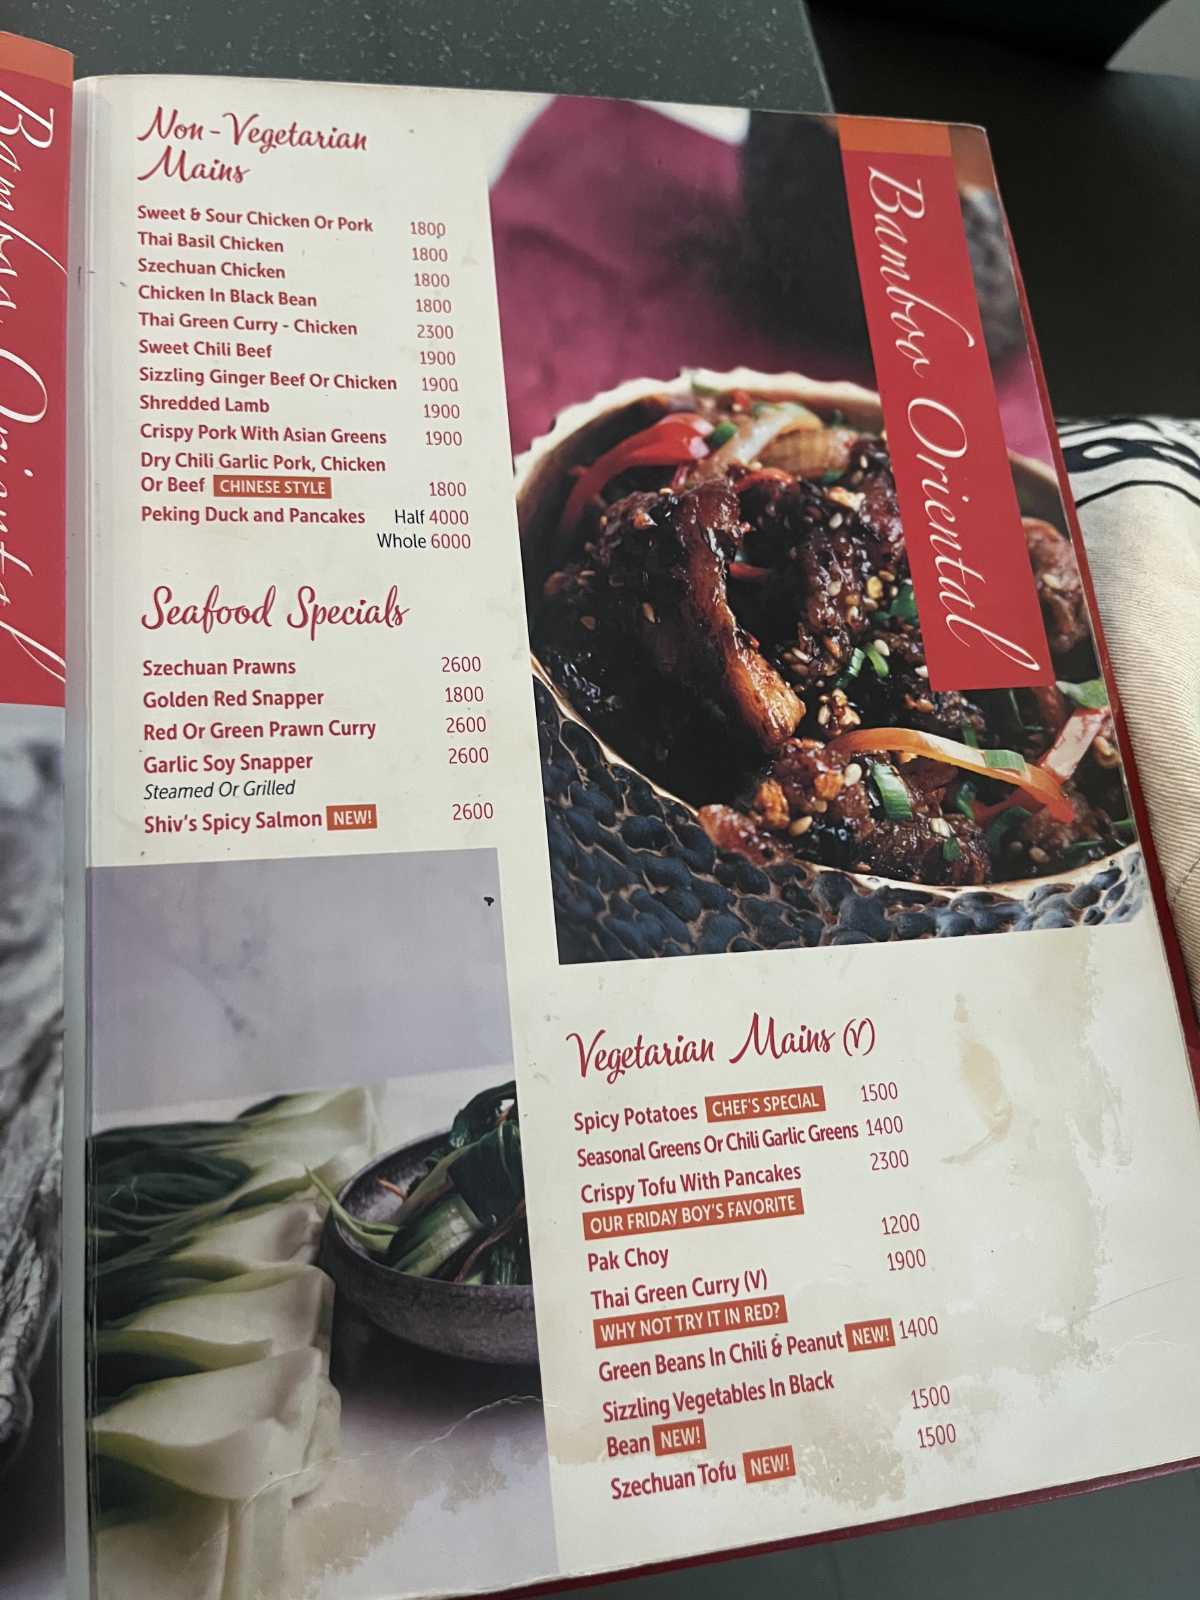 Bamboo Oriental
Non-Vegetarian
Mains
Sweet & Sour Chicken Or Pork 1800
Thai Basil Chicken 1800
Szechuan Chicken 1800
Chicken In Black Bean 1800
Thai Green Curry - Chicken 2300
Sweet Chili Beef 1900
Sizzling Ginger Beef Or Chicken 1900
Shredded Lamb 1900
Crispy Pork With Asian Greens 1900
Dry Chili Garlic Pork, Chicken
Or Beef CHINESE STYLE 1800
Peking Duck and Pancakes Half 4000
Whole 6000
Seafood Specials
Szechuan Prawns 2600
Golden Red Snapper 1800
Red Or Green Prawn Curry 2600
Garlic Soy Snapper 2600
Steamed Or Grilled
Shiv's Spicy Salmon NEW! 2600
Bamboo Oriental
Vegetarian Mains (V)
Spicy Potatoes CHEF'S SPECIAL 1500
Seasonal Greens Or Chili Garlic Greens 1400
Crispy Tofu With Pancakes 2300
OUR FRIDAY BOY'S FAVORITE
Pak Choy 1200
Thai Green Curry (V) 1900
WHY NOT TRY IT IN RED?
Green Beans In Chili & Peanut NEW! 1400
Sizzling Vegetables In Black
Bean NEW! 1500
Szechuan Tofu NEW! 1500